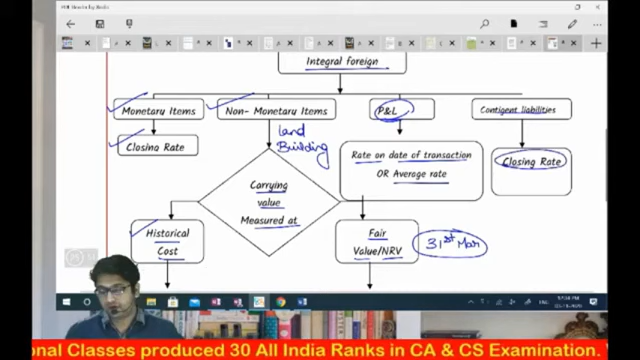 Integral foreign
Monetary Items
Non- Monetary Items
P&L
Contigent liabilities
Closing Rate
land
Building
Rate on date of transaction
OR Average rate
Closing Rate
Carrying
value
Measured at
Historical
Cost
Fair
Value/NRV
31st Mar
ENG
onal Classes produced 30 All India Ranks in CA & CS Examination.